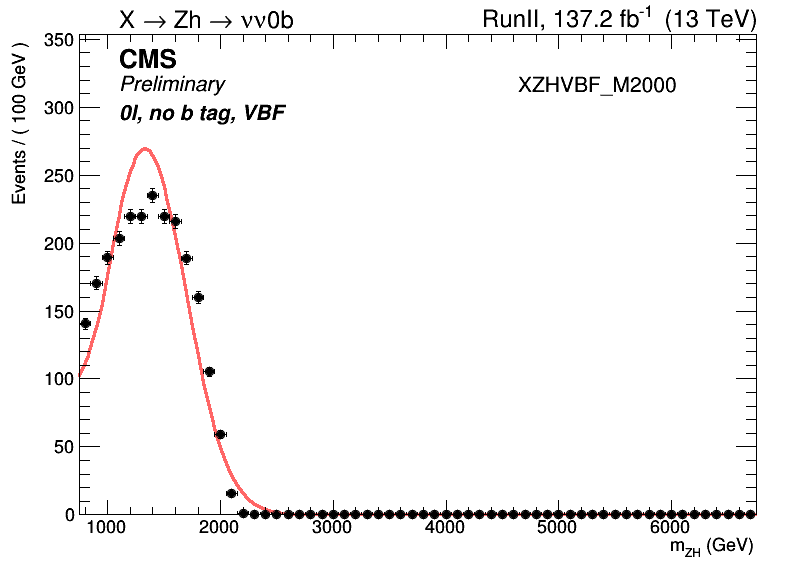 X → Zh → νν0b RunII, 137.2 fb⁻¹ (13 TeV)
CMS
Preliminary
XZHVBF_M2000
0l, no b tag, VBF
Events / ( 100 GeV )
350
300
250
200
150
100
50
0
1000 2000 3000 4000 5000 6000
m_ZH (GeV)